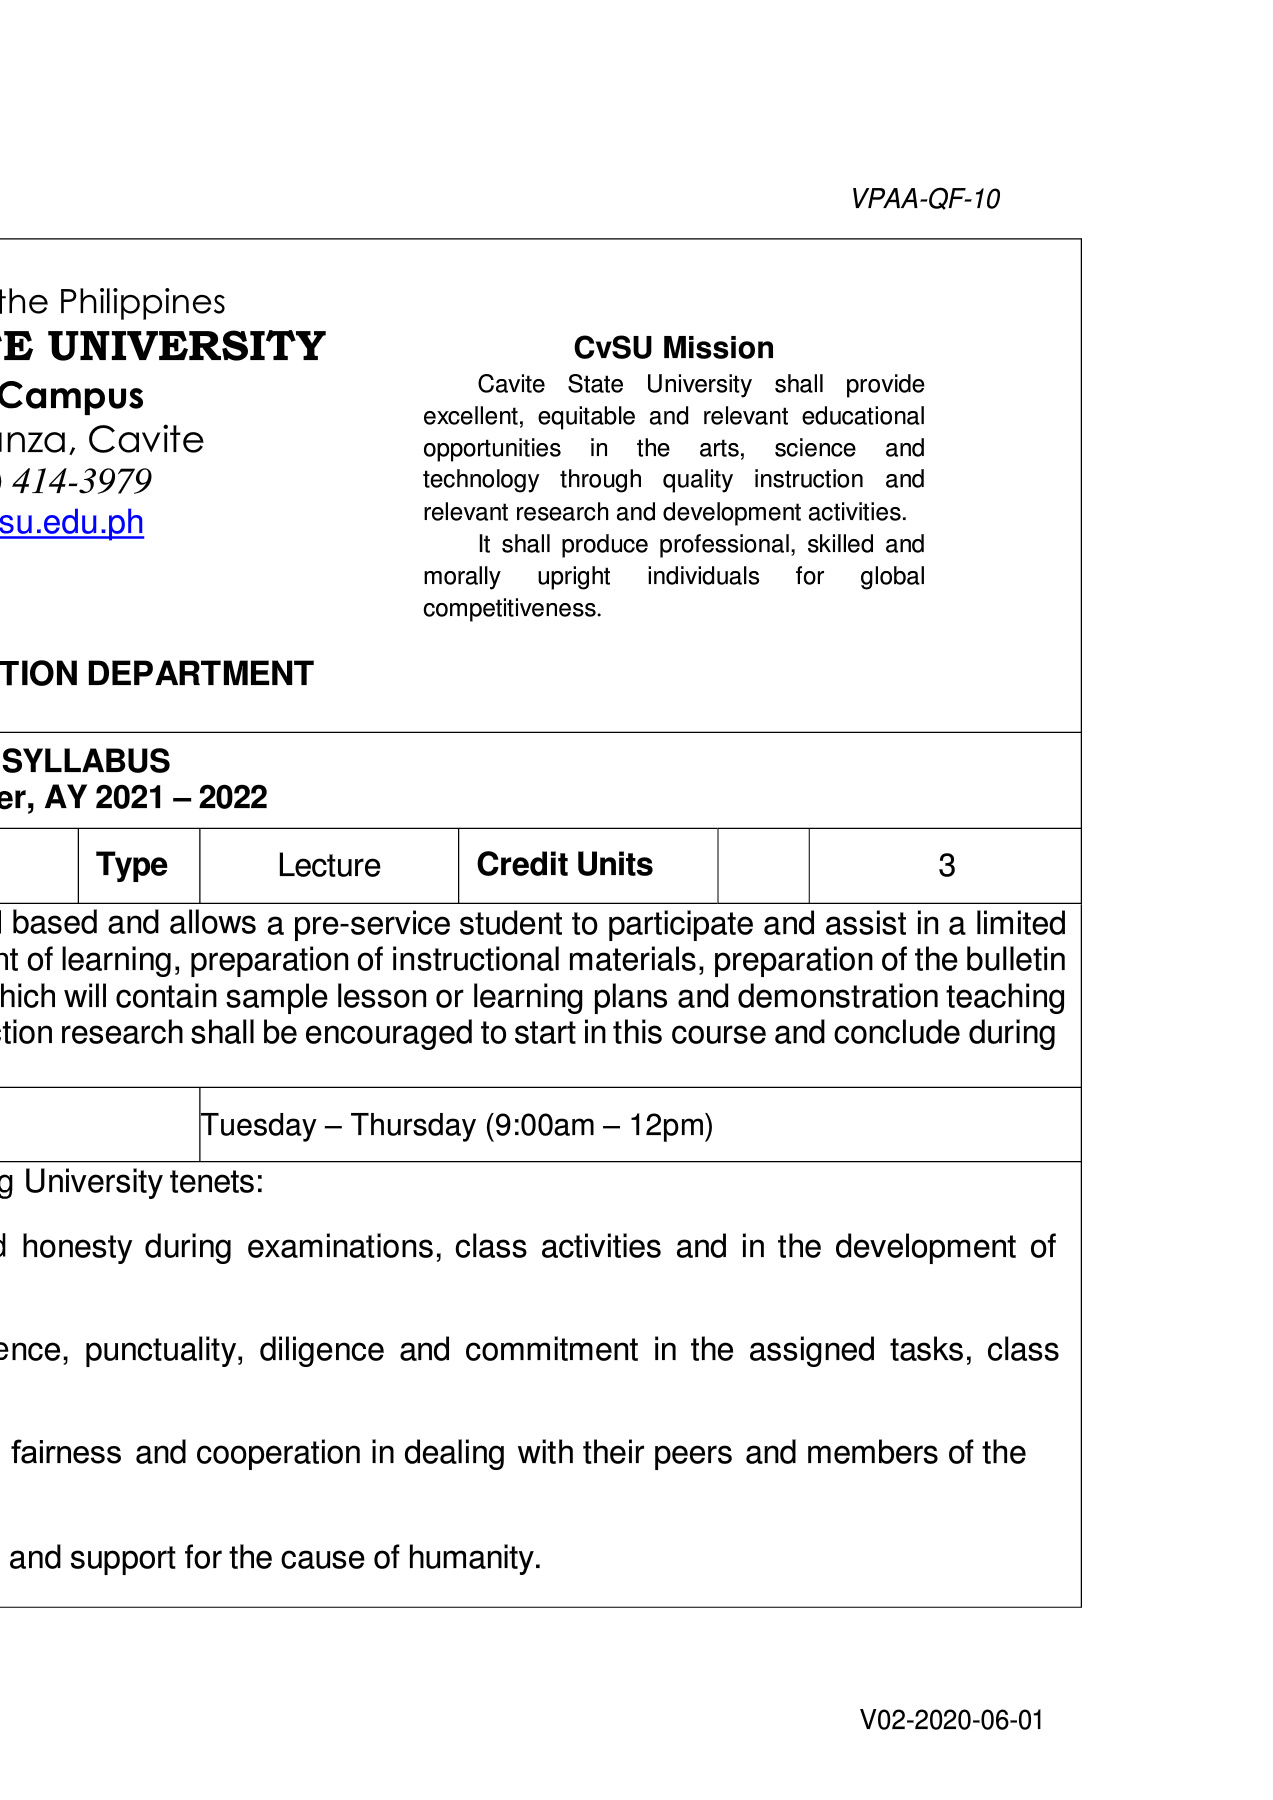 VPAA-QF-10
the Philippines
E UNIVERSITY
Campus
nza, Cavite
) 414-3979
su.edu.ph
CvSU Mission
Cavite State University shall provide
excellent, equitable and relevant educational
opportunities in the arts, science and
technology through quality instruction and
relevant research and development activities.
It shall produce professional, skilled and
morally upright individuals for global
competitiveness.
TION DEPARTMENT
SYLLABUS
er, AY 2021 – 2022
Type Lecture Credit Units 3
based and allows a pre-service student to participate and assist in a limited
nt of learning, preparation of instructional materials, preparation of the bulletin
hich will contain sample lesson or learning plans and demonstration teaching
ction research shall be encouraged to start in this course and conclude during
Tuesday – Thursday (9:00am – 12pm)
g University tenets:
d honesty during examinations, class activities and in the development of
ence, punctuality, diligence and commitment in the assigned tasks, class
fairness and cooperation in dealing with their peers and members of the
and support for the cause of humanity.
V02-2020-06-01